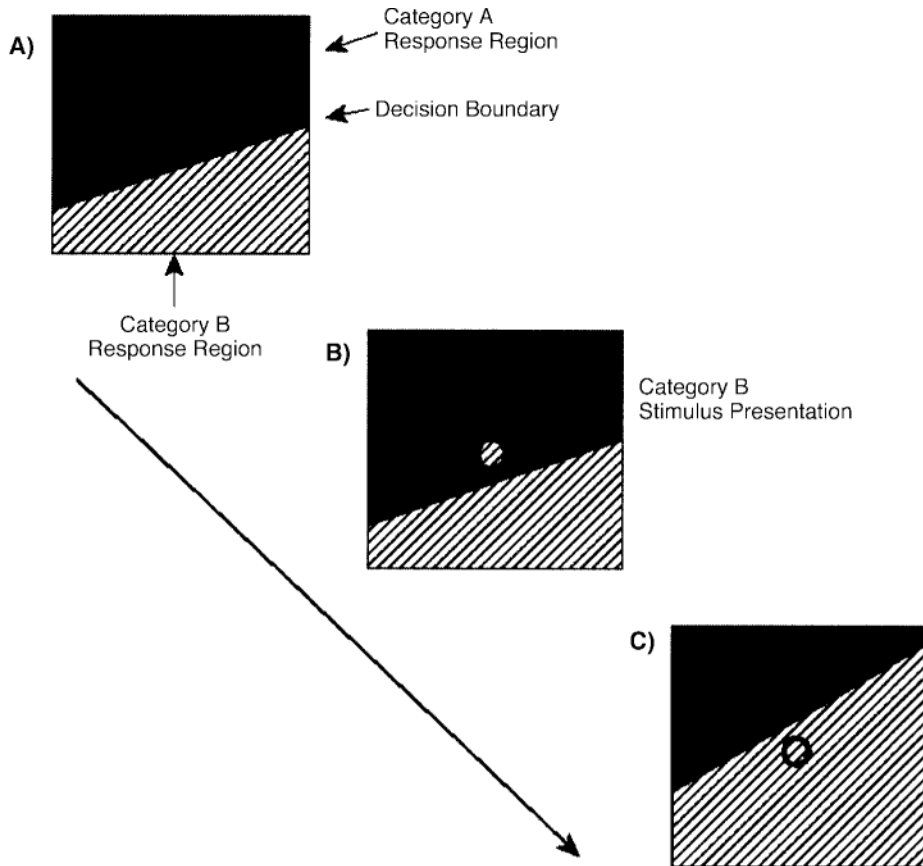 A)
Category A
Response Region
Decision Boundary
Category B
Response Region
B)
Category B
Stimulus Presentation
C)